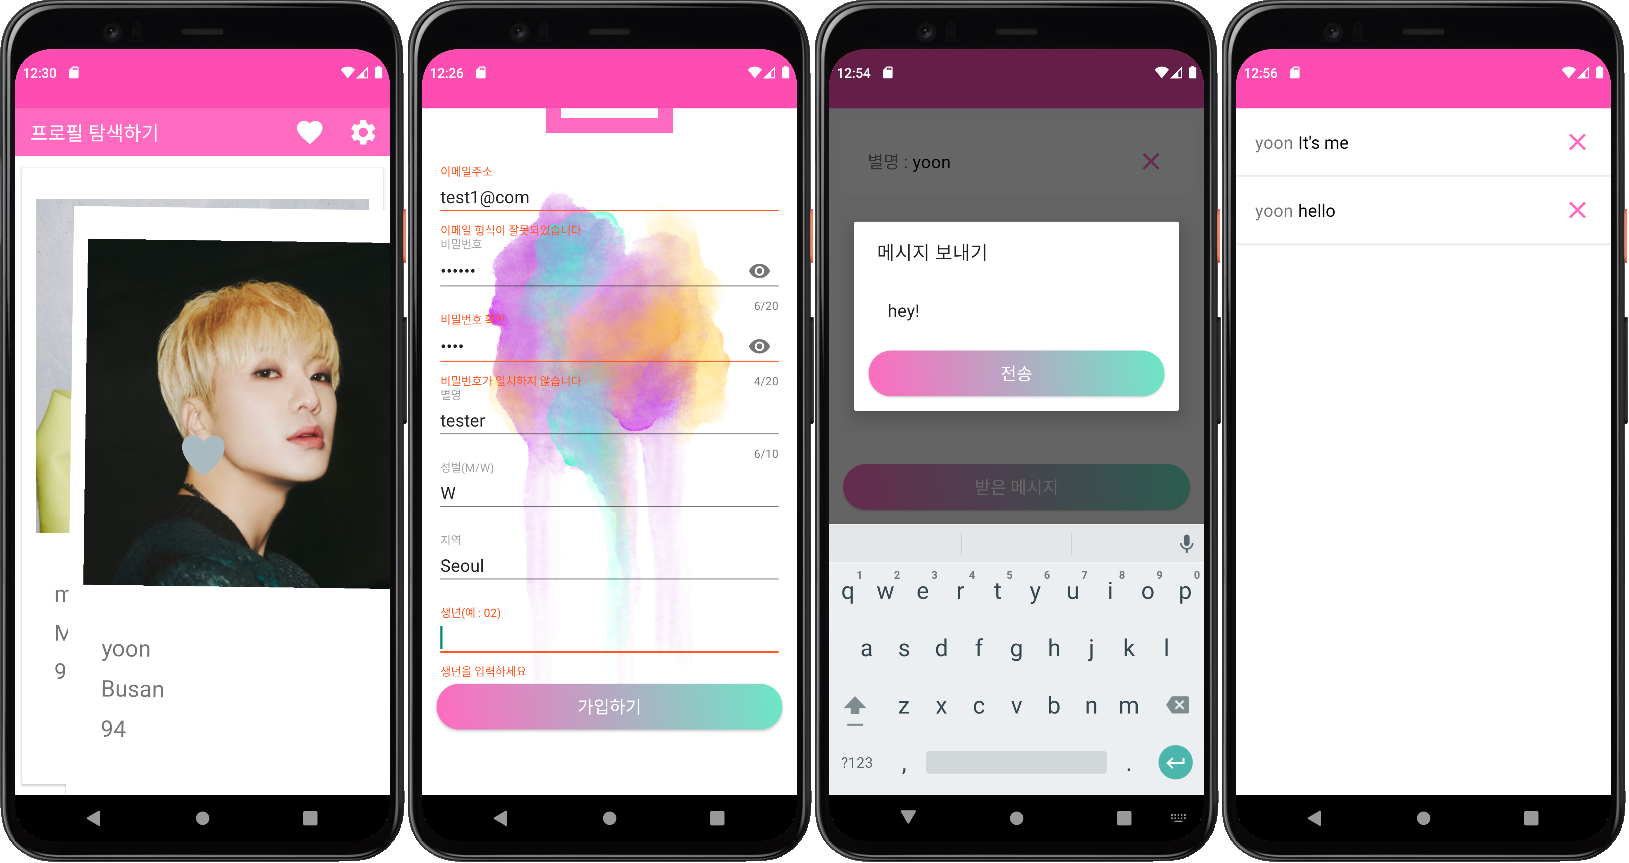 12:30
프로필 탐색하기
m
M
9
yoon
Busan
94
12:26
이메일주소
test1@com
이메일 형식이 잘못되었습니다
비밀번호
••••••
6/20
비밀번호 확인
••••
비밀번호가 일치하지 않습니다
4/20
별명
tester
6/10
성별(M/W)
W
지역
Seoul
생년(예 : 02)
생년을 입력하세요
가입하기
12:54
별명 : yoon
메시지 보내기
hey!
전송
받은 메시지
1 2 3 4 5 6 7 8 9 0
q w e r t y u i o p
a s d f g h j k l
z x c v b n m
?123 , .
12:56
yoon It's me
yoon hello